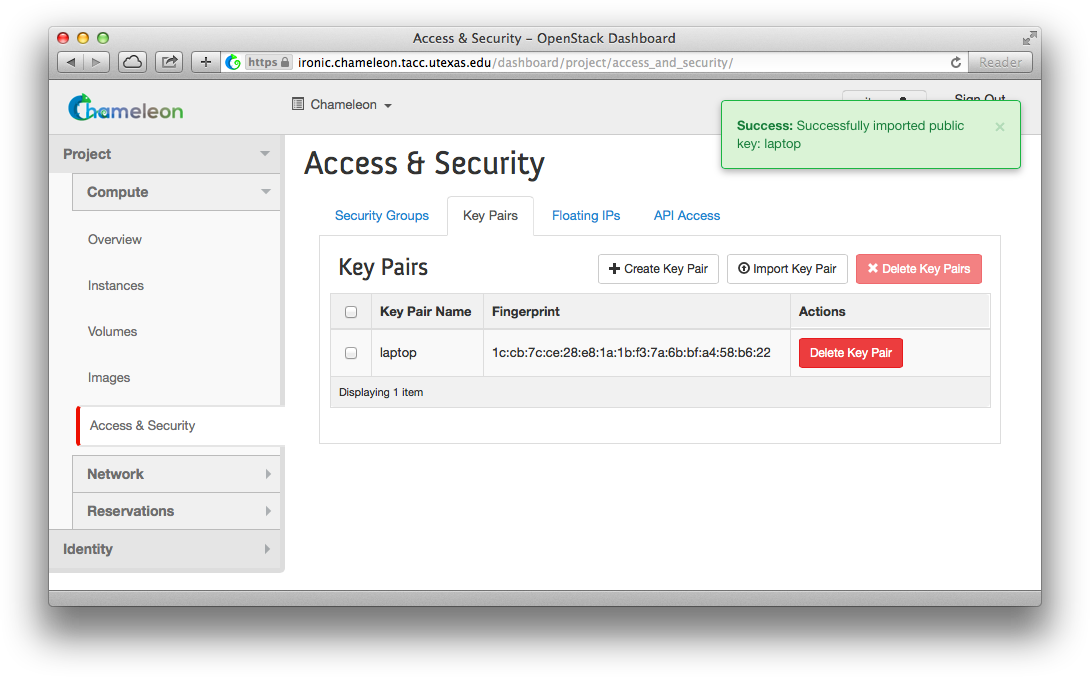 Access & Security – OpenStack Dashboard
https ironic.chameleon.tacc.utexas.edu/dashboard/project/access_and_security/
Reader
Chameleon
Chameleon
Sign Out
Success: Successfully imported public
key: laptop
Project
Compute
Overview
Instances
Volumes
Images
Access & Security
Network
Reservations
Identity
Access & Security
Security Groups
Key Pairs
Floating IPs
API Access
Key Pairs
Create Key Pair
Import Key Pair
Delete Key Pairs
Key Pair Name
Fingerprint
Actions
laptop
1c:cb:7c:ce:28:e8:1a:1b:f3:7a:6b:bf:a4:58:b6:22
Delete Key Pair
Displaying 1 item